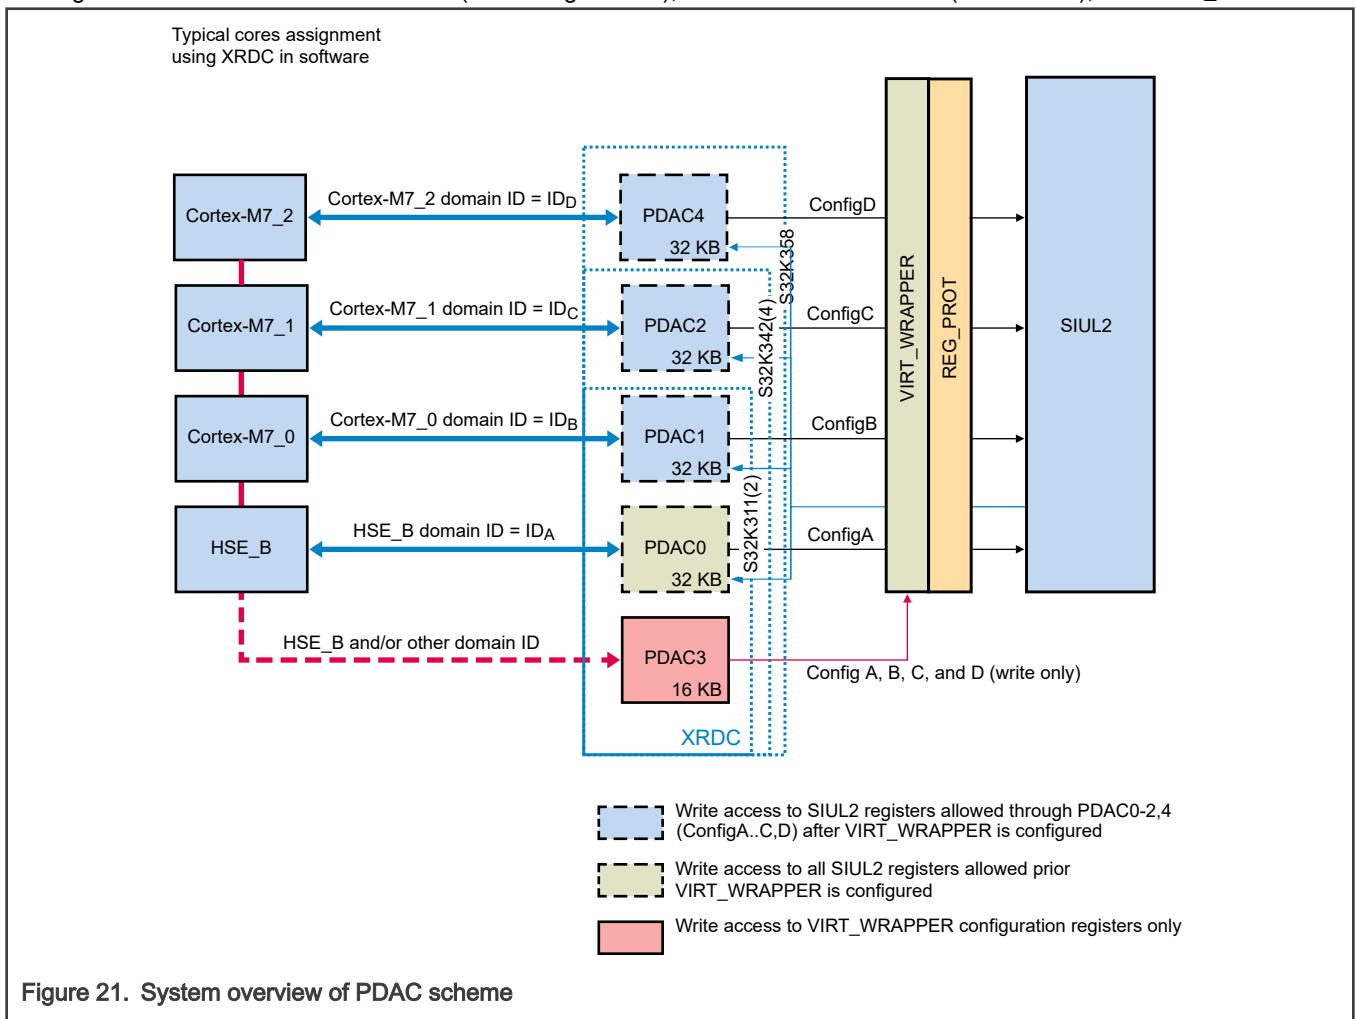 Typical cores assignment
using XRDC in software
Cortex-M7_2
Cortex-M7_2 domain ID = IDD
PDAC4
32 KB
ConfigD
S32K358
Cortex-M7_1
Cortex-M7_1 domain ID = IDC
PDAC2
32 KB
ConfigC
S32K342(4)
VIRT_WRAPPER
REG_PROT
SIUL2
Cortex-M7_0
Cortex-M7_0 domain ID = IDB
PDAC1
32 KB
ConfigB
S32K311(2)
HSE_B
HSE_B domain ID = IDA
PDAC0
32 KB
ConfigA
HSE_B and/or other domain ID
PDAC3
16 KB
Config A, B, C, and D (write only)
XRDC
Write access to SIUL2 registers allowed through PDAC0-2,4
(ConfigA..C,D) after VIRT_WRAPPER is configured
Write access to all SIUL2 registers allowed prior
VIRT_WRAPPER is configured
Write access to VIRT_WRAPPER configuration registers only
Figure 21. System overview of PDAC scheme